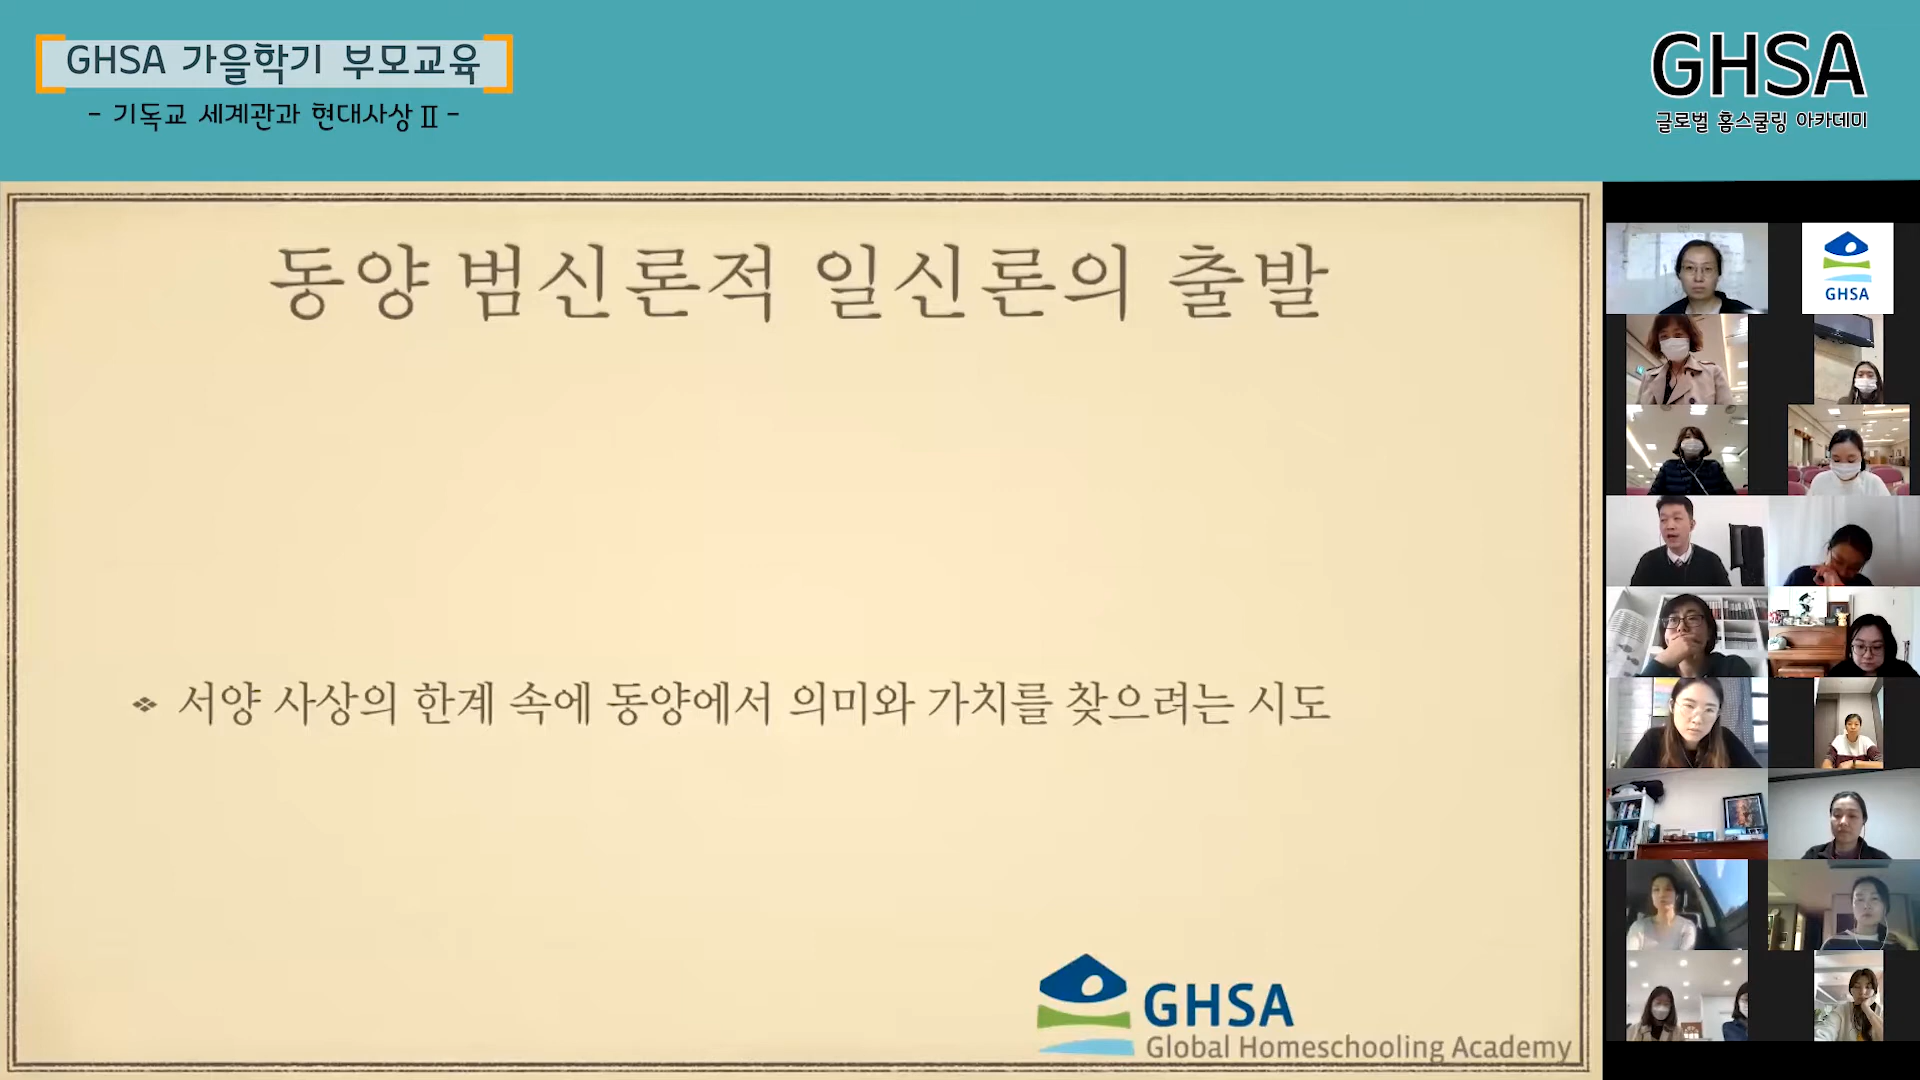 GHSA 가을학기 부모교육
- 기독교 세계관과 현대사상 Ⅱ -
GHSA
글로벌 홈스쿨링 아카데미
동양 범신론적 일신론의 출발
서양 사상의 한계 속에 동양에서 의미와 가치를 찾으려는 시도
GHSA
Global Homeschooling Academy
GHSA